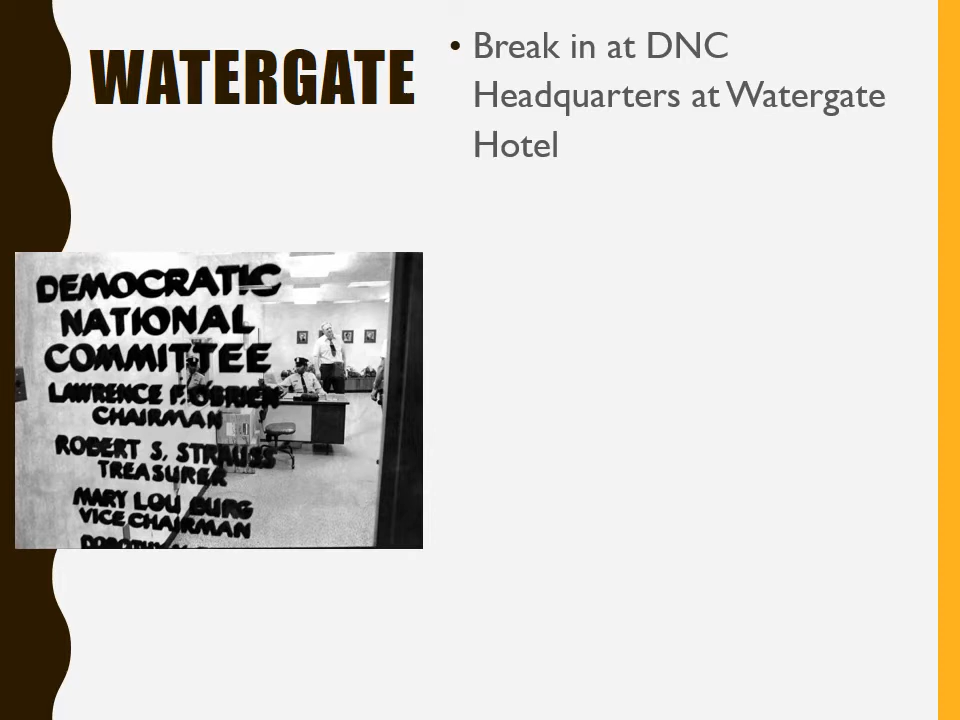 WATERGATE
• Break in at DNC
Headquarters at Watergate
Hotel
DEMOCRATIC
NATIONAL
COMMITTEE
LAWRENCE F. O'BRIEN
CHAIRMAN
ROBERT S. STRAUSS
TREASURER
MARY LOU BURG
VICE CHAIRMAN